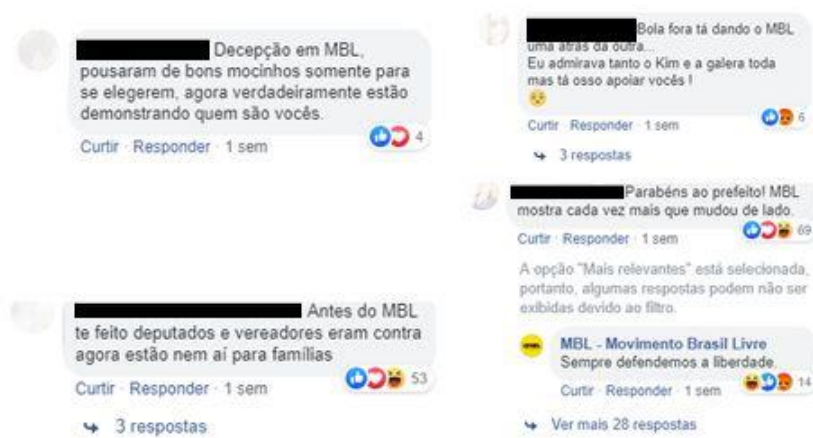 Decepção em MBL,
pousaram de bons mocinhos somente para
se elegerem, agora verdadeiramente estão
demonstrando quem são vocês.
Curtir · Responder · 1 sem
4
Antes do MBL
te feito deputados e vereadores eram contra
agora estão nem aí para famílias
Curtir · Responder · 1 sem
53
3 respostas
Bola fora tá dando o MBL
uma atrás da outra...
Eu admirava tanto o Kim e a galera toda
mas tá osso apoiar vocês !
Curtir · Responder · 1 sem
6
3 respostas
Parabéns ao prefeito! MBL
mostra cada vez mais que mudou de lado.
Curtir · Responder · 1 sem
69
A opção "Mais relevantes" está selecionada,
portanto, algumas respostas podem não ser
exibidas devido ao filtro.
MBL - Movimento Brasil Livre
Sempre defendemos a liberdade.
Curtir · Responder · 1 sem
14
Ver mais 28 respostas